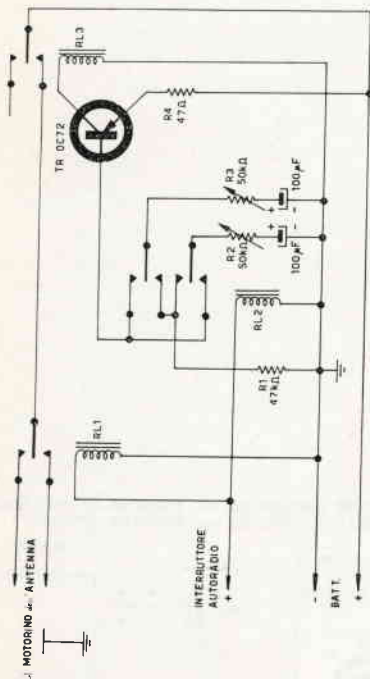 MOTORINO dell' ANTENNA
RL1
RL3
TR OC72
R4
47Ω
R3
50kΩ
R2
50kΩ
+
-
100µF
+
-
100µF
RL2
R1
47kΩ
INTERRUTTORE
AUTORADIO
+
-
BATT.
+